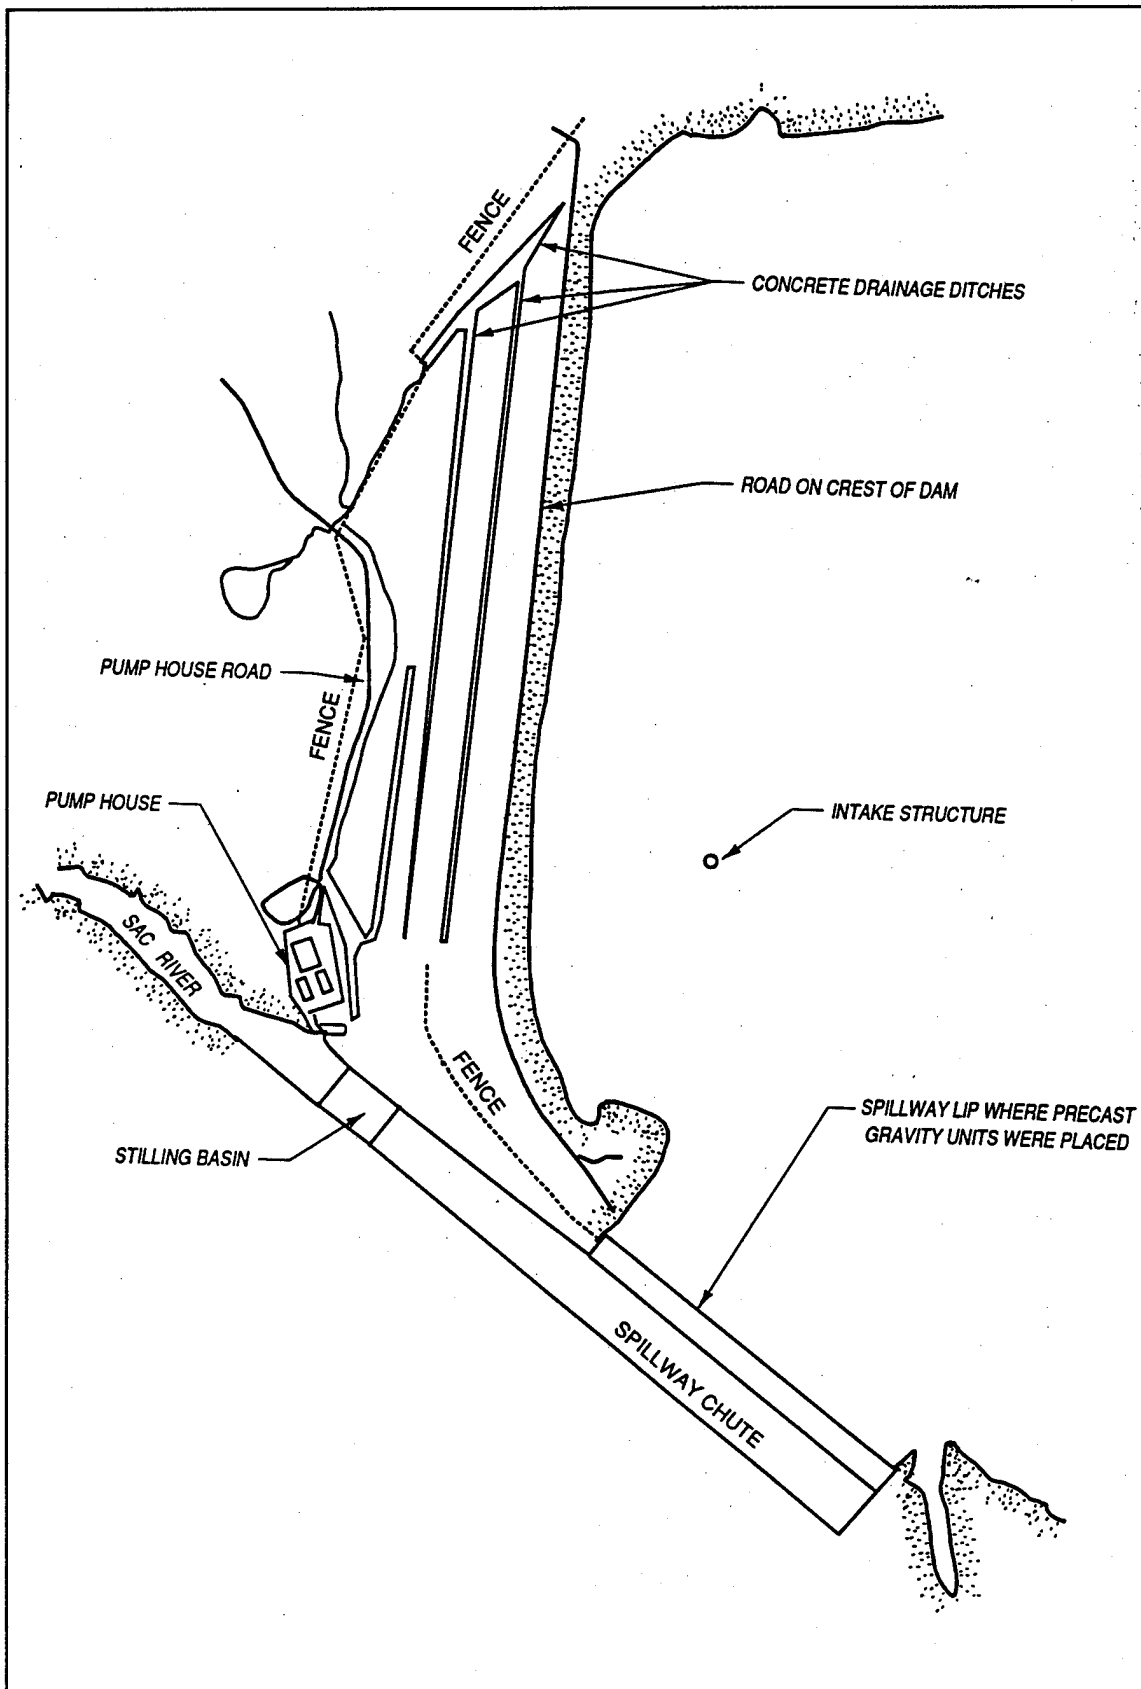 FENCE
CONCRETE DRAINAGE DITCHES
ROAD ON CREST OF DAM
PUMP HOUSE ROAD
FENCE
PUMP HOUSE
INTAKE STRUCTURE
SAC RIVER
FENCE
SPILLWAY LIP WHERE PRECAST
GRAVITY UNITS WERE PLACED
STILLING BASIN
SPILLWAY CHUTE